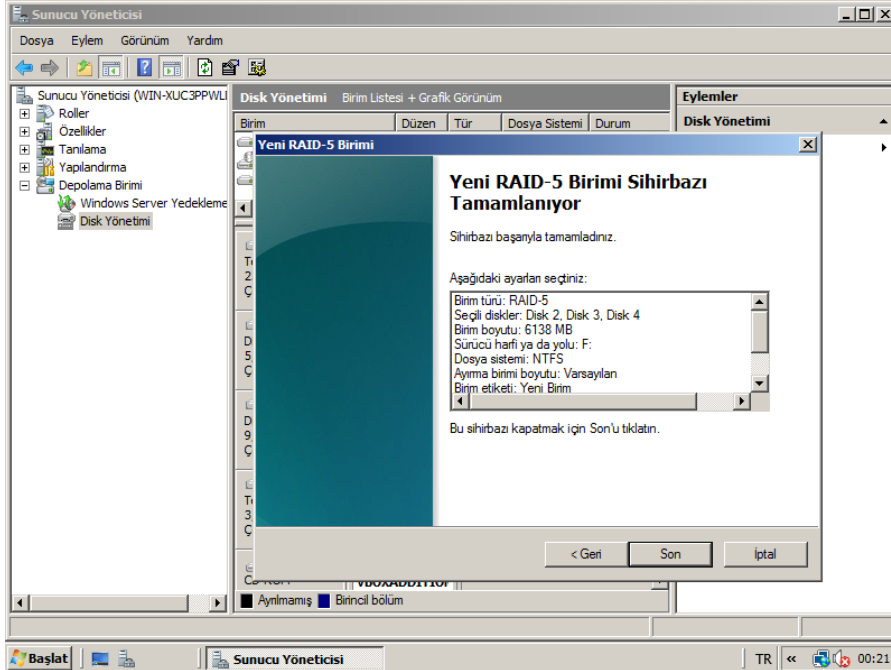 Sunucu Yöneticisi
Dosya Eylem Görünüm Yardım
Sunucu Yöneticisi (WIN-XUC3PPWLI
Roller
Özellikler
Tanılama
Yapılandırma
Depolama Birimi
Windows Server Yedekleme
Disk Yönetimi
Disk Yönetimi Birim Listesi + Grafik Görünüm
Birim Düzen Tür Dosya Sistemi Durum
Eylemler
Disk Yönetimi
Yeni RAID-5 Birimi
Yeni RAID-5 Birimi Sihirbazı
Tamamlanıyor
Sihirbazı başarıyla tamamladınız.
Aşağıdaki ayarları seçtiniz:
Birim türü: RAID-5
Seçili diskler: Disk 2, Disk 3, Disk 4
Birim boyutu: 6138 MB
Sürücü harfi ya da yolu: F:
Dosya sistemi: NTFS
Ayırma birimi boyutu: Varsayılan
Birim etiketi: Yeni Birim
Bu sihirbazı kapatmak için Son'u tıklatın.
< Geri Son İptal
Ayrılmamış Birincil bölüm
Başlat
Sunucu Yöneticisi
TR « 00:21